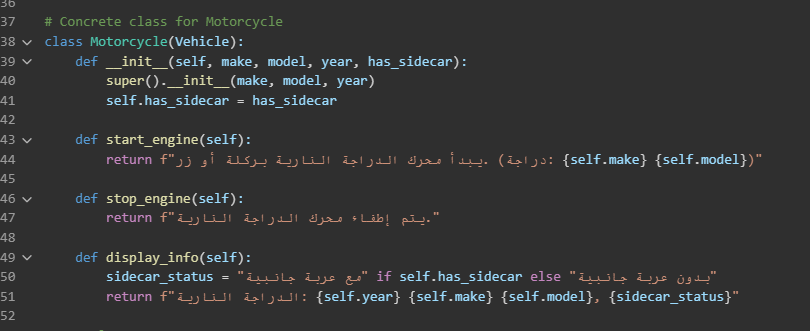 36
37 # Concrete class for Motorcycle
38 class Motorcycle(Vehicle):
39     def __init__(self, make, model, year, has_sidecar):
40         super().__init__(make, model, year)
41         self.has_sidecar = has_sidecar
42
43     def start_engine(self):
44         return f"يبدأ محرك الدراجة النارية بركلة أو زر. (دراجة: {self.make} {self.model})"
45
46     def stop_engine(self):
47         return f"يتم إطفاء محرك الدراجة النارية."
48
49     def display_info(self):
50         sidecar_status = "مع عربة جانبية" if self.has_sidecar else "بدون عربة جانبية"
51         return f"الدراجة النارية: {self.year} {self.make} {self.model}, {sidecar_status}"
52